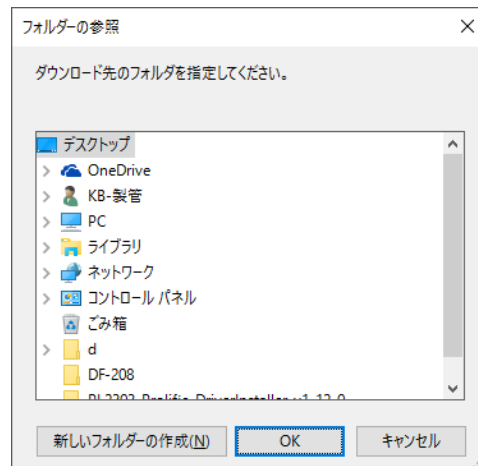 フォルダーの参照
ダウンロード先のフォルダを指定してください。
デスクトップ
OneDrive
KB-製管
PC
ライブラリ
ネットワーク
コントロール パネル
ごみ箱
d
DF-208
PL2303_Prolific_DriverInstaller_v1_12_0
新しいフォルダーの作成(N)
OK
キャンセル